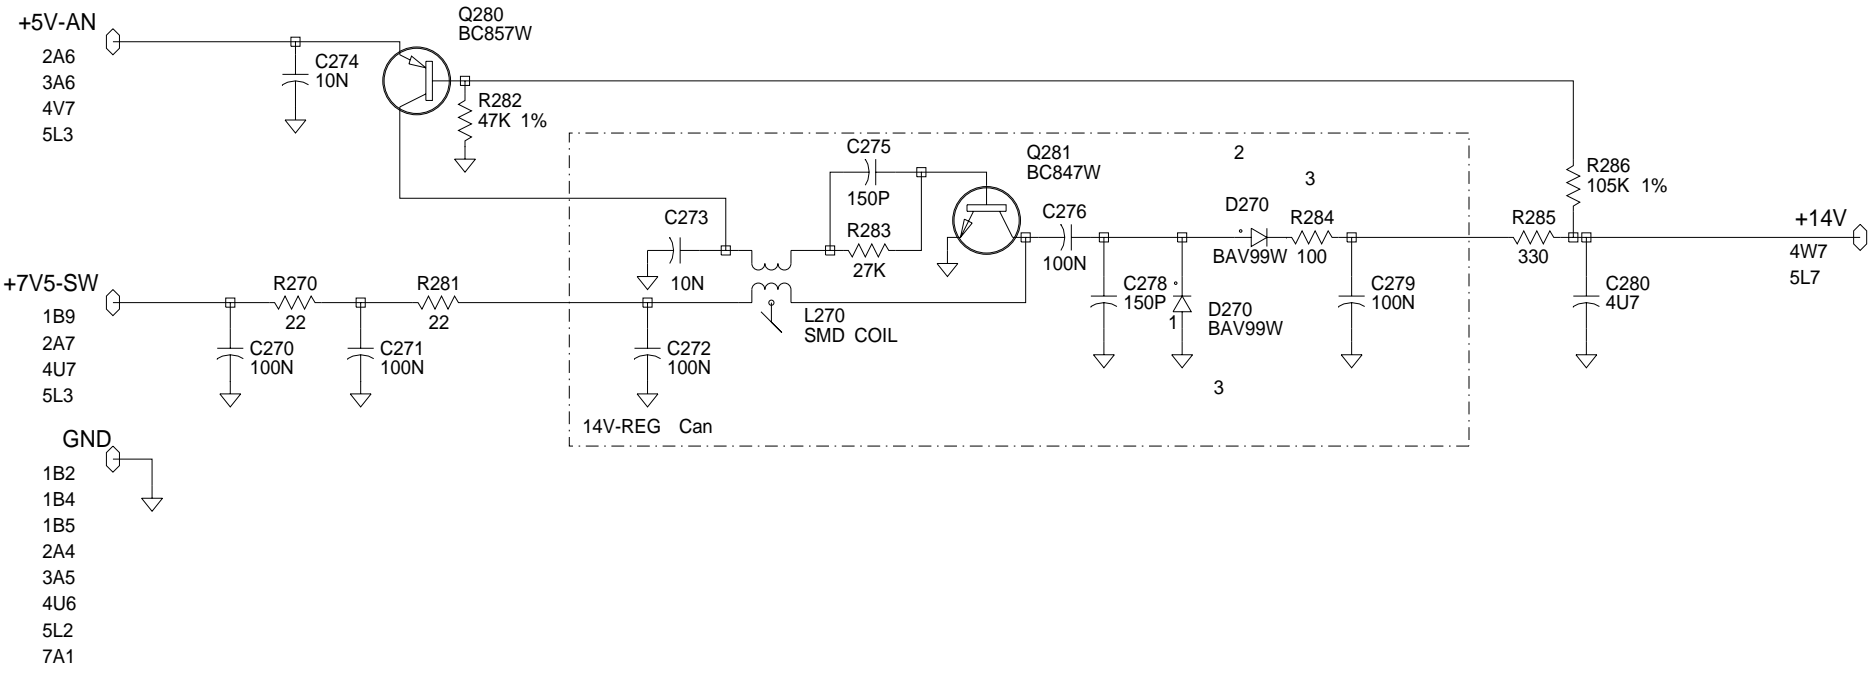 +5V-AN
2A6
3A6
4V7
5L3
C274
10N
Q280
BC857W
R282
47K 1%
C275
150P
Q281
BC847W
2
3
R286
105K 1%
C273
10N
R283
27K
C276
100N
D270
BAV99W
R284
100
R285
330
+14V
4W7
5L7
+7V5-SW
1B9
2A7
4U7
5L3
R270
22
R281
22
C270
100N
C271
100N
C272
100N
L270
SMD COIL
C278
150P
1
D270
BAV99W
C279
100N
C280
4U7
3
14V-REG Can
GND
1B2
1B4
1B5
2A4
3A5
4U6
5L2
7A1